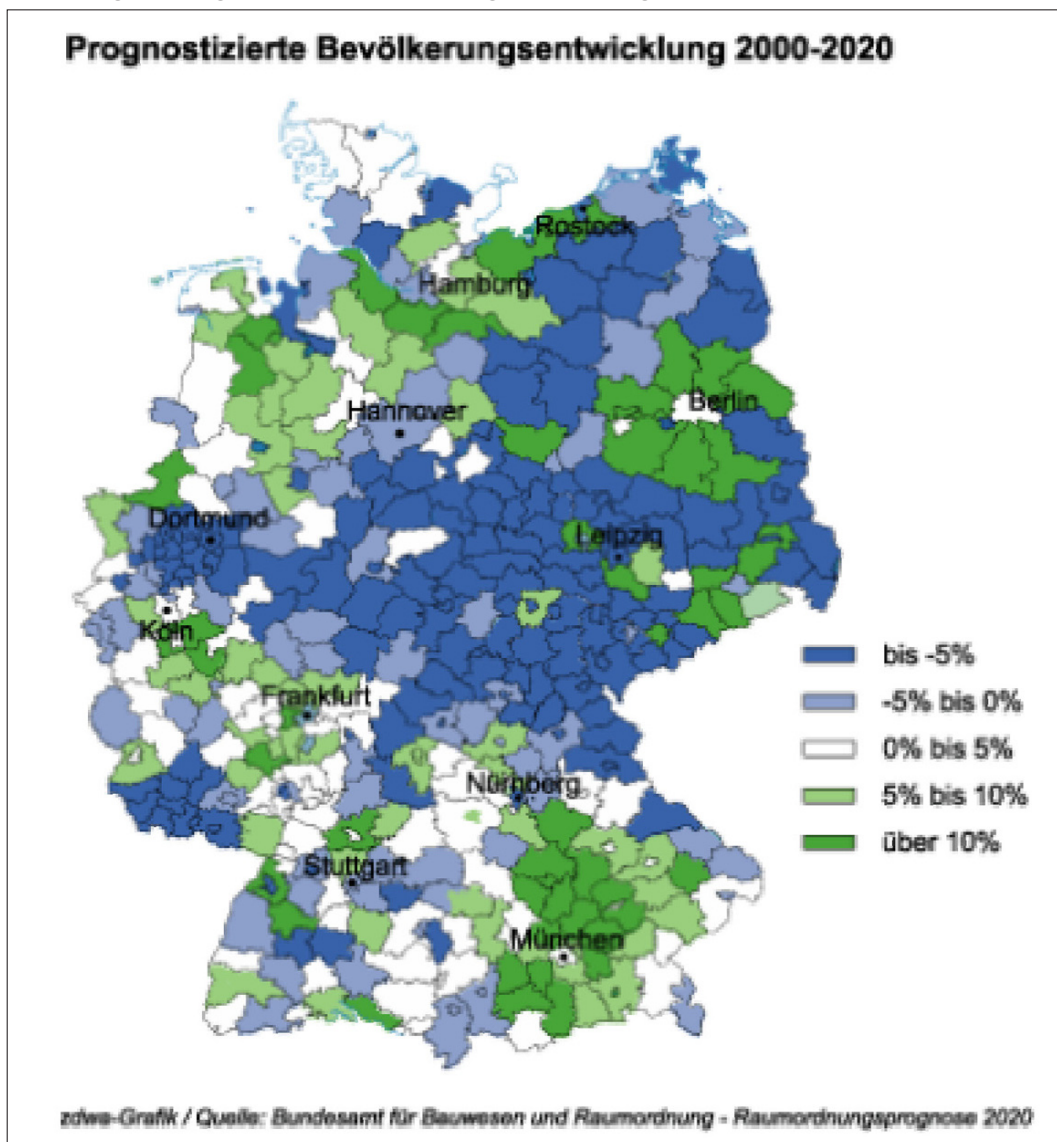 Prognostizierte Bevölkerungsentwicklung 2000-2020
Rostock
Hamburg
Berlin
Hannover
Dortmund
Leipzig
Köln
Frankfurt
Nürnberg
Stuttgart
München
bis -5%
-5% bis 0%
0% bis 5%
5% bis 10%
über 10%
zdwa-Grafik / Quelle: Bundesamt für Bauwesen und Raumordnung - Raumordnungsprognose 2020